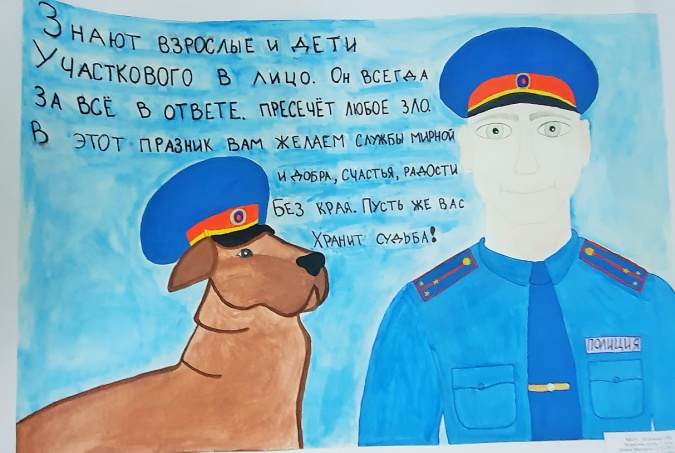 Знают взрослые и дети
Участкового в лицо. Он всегда
за всё в ответе. Пресечёт любое зло.
В этот празник вам желаем службы мирной
и добра, счастья, радости
Без края. Пусть же вас
Хранит судьба!
ПОЛИЦИЯ